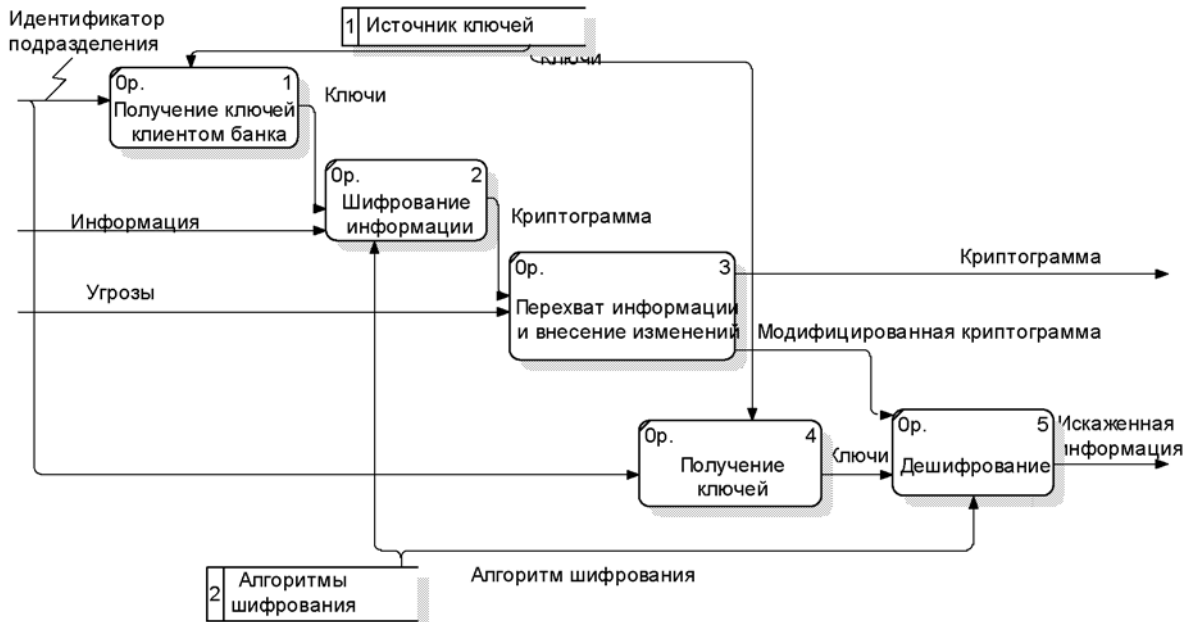 Идентификатор
подразделения
1 Источник ключей
Ключи
0р. 1
Получение ключей
клиентом банка
Ключи
0р. 2
Шифрование
информации
Информация
Криптограмма
0р. 3
Перехват информации
и внесение изменений
Угрозы
Криптограмма
Модифицированная криптограмма
0р. 4
Получение
ключей
Ключи
0р. 5
Дешифрование
Искаженная
информация
2 Алгоритмы
шифрования
Алгоритм шифрования